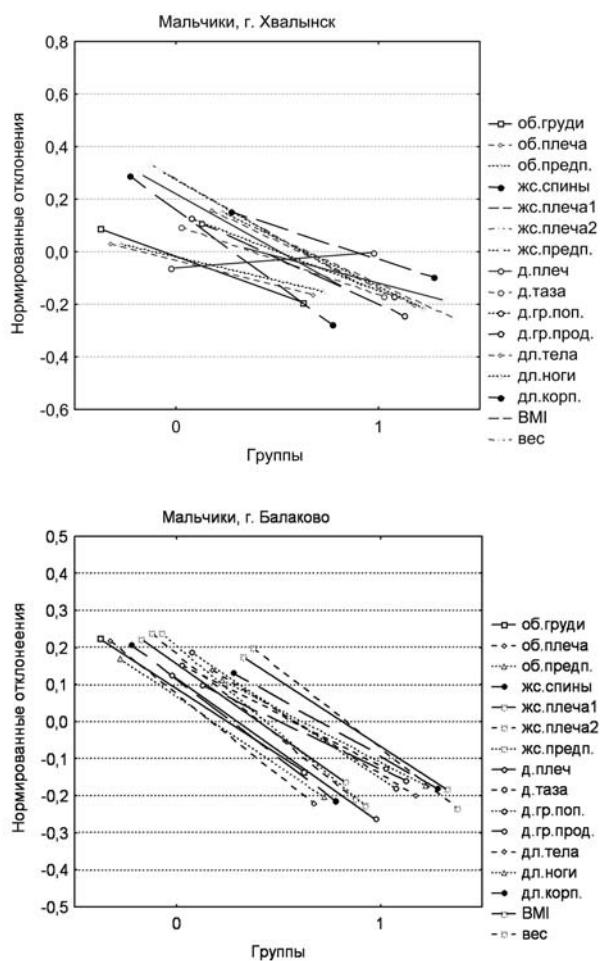 Мальчики, г. Хвалынск
0,8
0,6
0,4
0,2
0,0
-0,2
-0,4
-0,6
Нормированные отклонения
0
1
Группы
об.груди
об.плеча
об.предп.
жс.спины
жс.плеча1
жс.плеча2
жс.предп.
д.плеч
д.таза
д.гр.поп.
д.гр.прод.
дл.тела
дл.ноги
дл.корп.
BMI
вес
Мальчики, г. Балаково
0,5
0,4
0,3
0,2
0,1
0,0
-0,1
-0,2
-0,3
-0,4
-0,5
Нормированные отклонеения
0
1
Группы
об.груди
об.плеча
об.предп.
жс.спины
жс.плеча1
жс.плеча2
жс.предп.
д.плеч
д.таза
д.гр.поп.
д.гр.прод.
дл.тела
дл.ноги
дл.корп.
BMI
вес